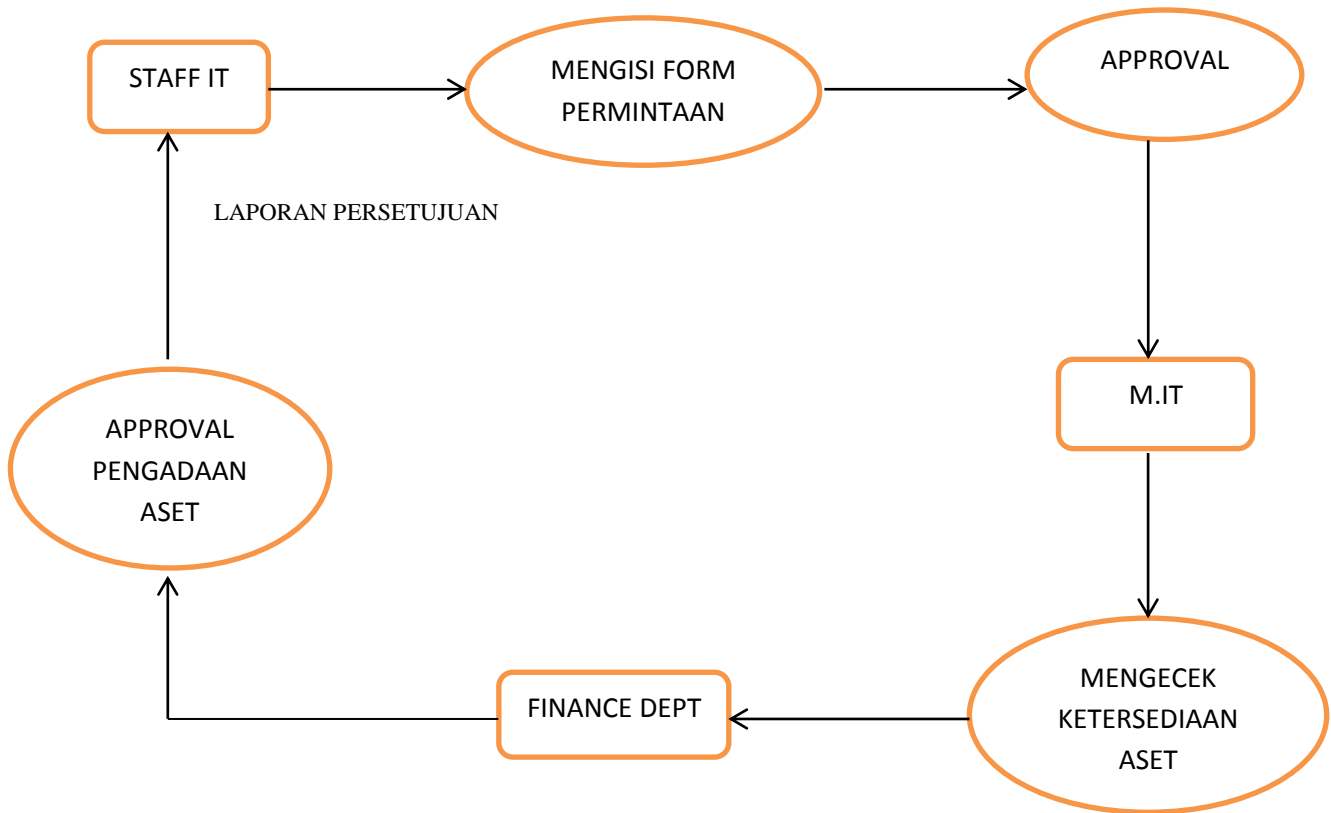 STAFF IT
MENGISI FORM
PERMINTAAN
APPROVAL
LAPORAN PERSETUJUAN
M.IT
APPROVAL
PENGADAAN
ASET
FINANCE DEPT
MENGECEK
KETERSEDIAAN
ASET